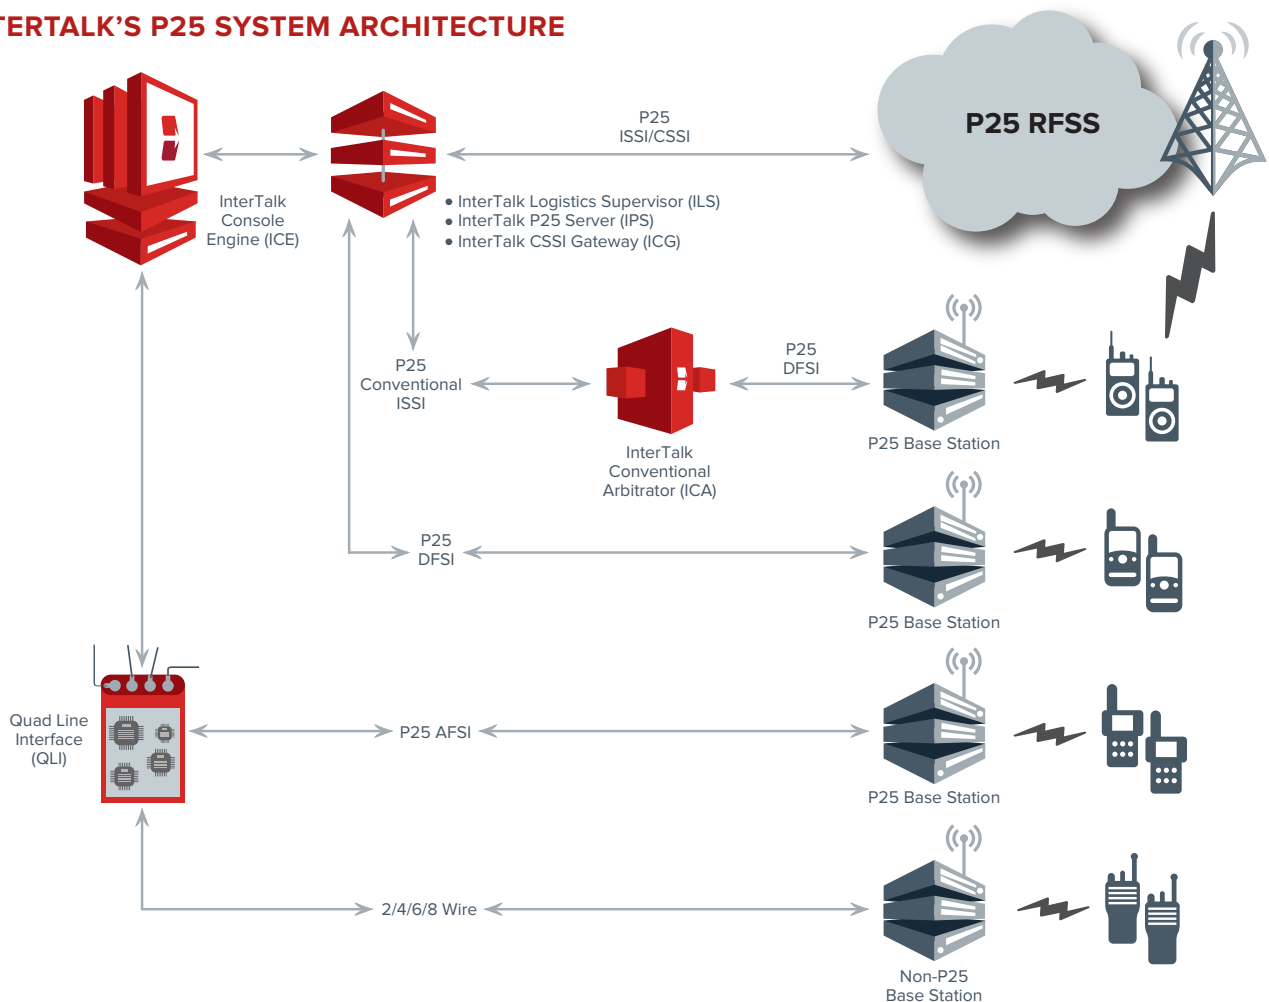 TERTALK'S P25 SYSTEM ARCHITECTURE
P25 RFSS
P25
ISSI/CSSI
InterTalk
Console
Engine (ICE)
• InterTalk Logistics Supervisor (ILS)
• InterTalk P25 Server (IPS)
• InterTalk CSSI Gateway (ICG)
P25
Conventional
ISSI
P25
DFSI
P25 Base Station
InterTalk
Conventional
Arbitrator (ICA)
P25
DFSI
P25 Base Station
Quad Line
Interface
(QLI)
P25 AFSI
P25 Base Station
2/4/6/8 Wire
Non-P25
Base Station